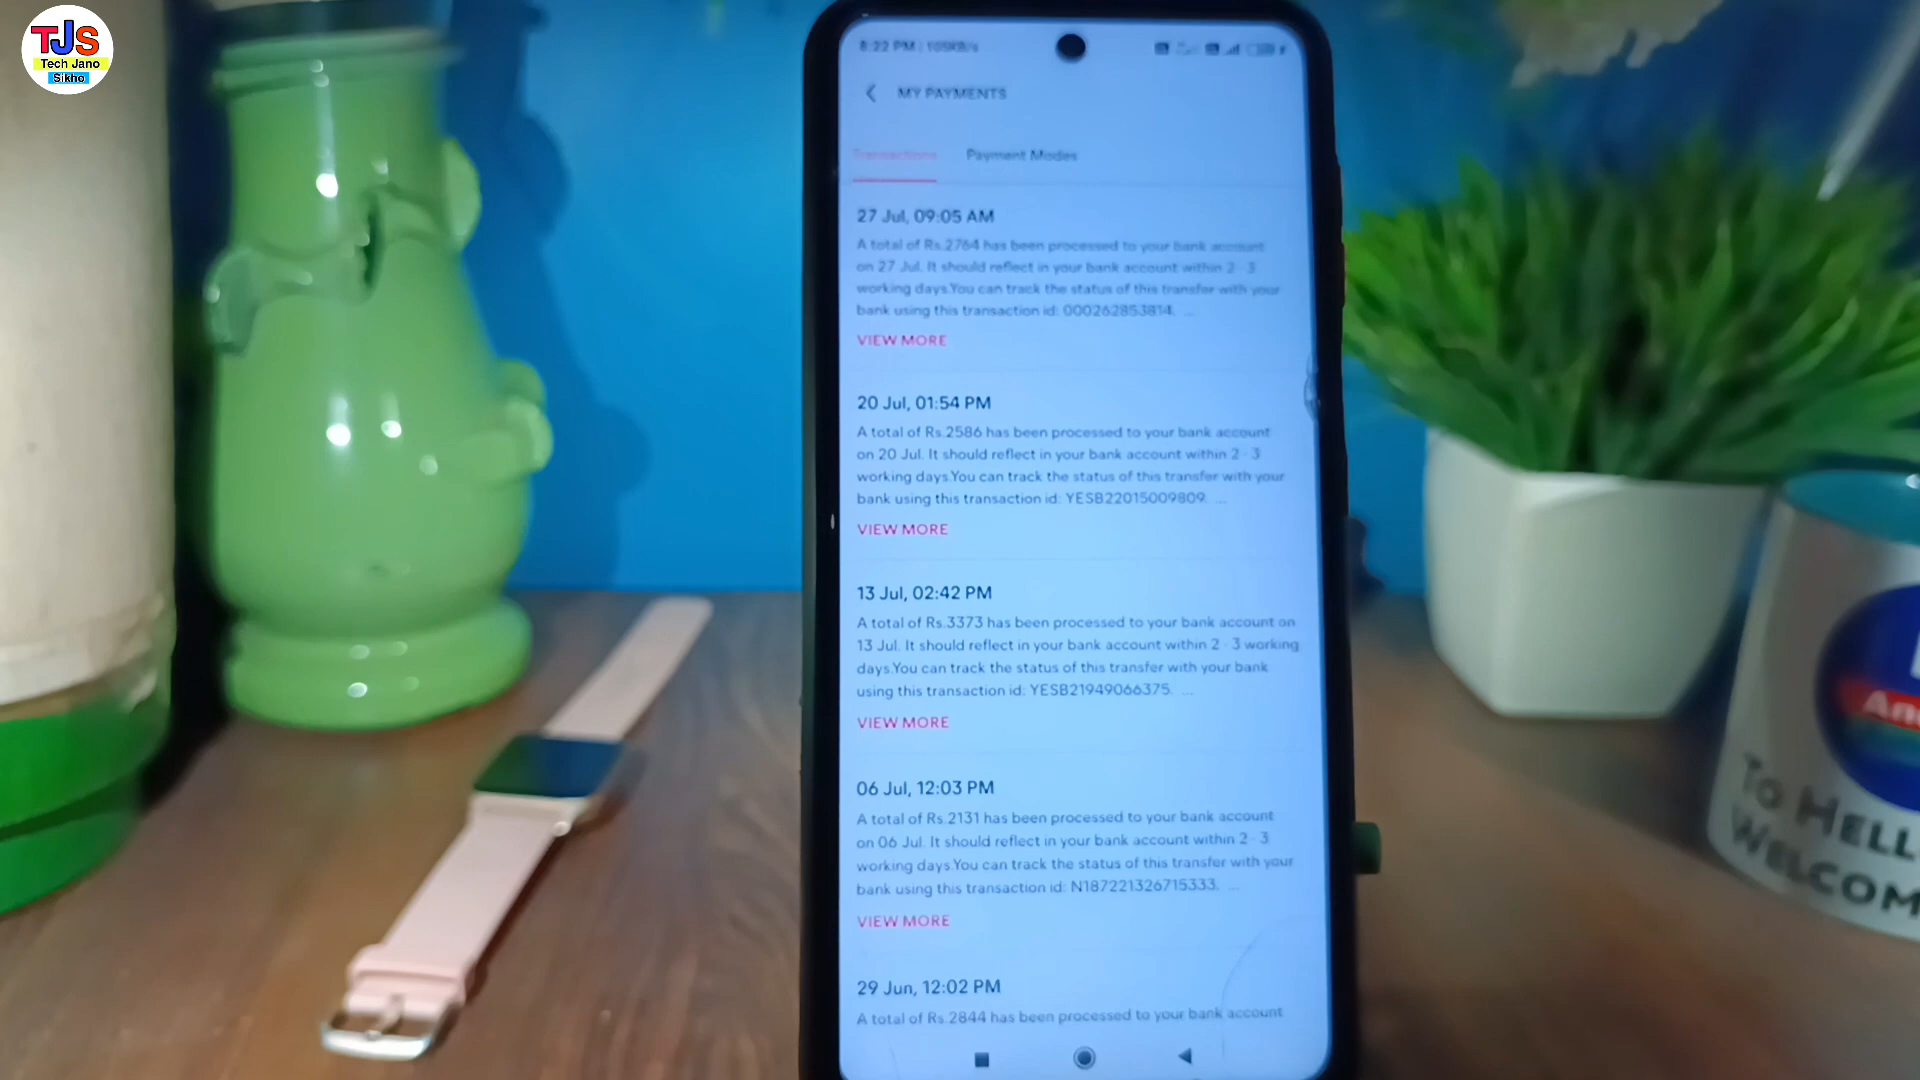 TJS
Tech Jano
Sikho
8:22 PM | 109KB/s
MY PAYMENTS
Transactions Payment Modes
27 Jul, 09:05 AM
A total of Rs.2764 has been processed to your bank account
on 27 Jul. It should reflect in your bank account within 2 - 3
working days.You can track the status of this transfer with your
bank using this transaction id: 000262853814. ...
VIEW MORE
20 Jul, 01:54 PM
A total of Rs.2586 has been processed to your bank account
on 20 Jul. It should reflect in your bank account within 2 - 3
working days.You can track the status of this transfer with your
bank using this transaction id: YESB22015009809. ...
VIEW MORE
13 Jul, 02:42 PM
A total of Rs.3373 has been processed to your bank account on
13 Jul. It should reflect in your bank account within 2 - 3 working
days.You can track the status of this transfer with your bank
using this transaction id: YESB21949066375. ...
VIEW MORE
06 Jul, 12:03 PM
A total of Rs.2131 has been processed to your bank account
on 06 Jul. It should reflect in your bank account within 2 - 3
working days.You can track the status of this transfer with your
bank using this transaction id: N187221326715333. ...
VIEW MORE
29 Jun, 12:02 PM
A total of Rs.2844 has been processed to your bank account
An
To HELL
WELCOM